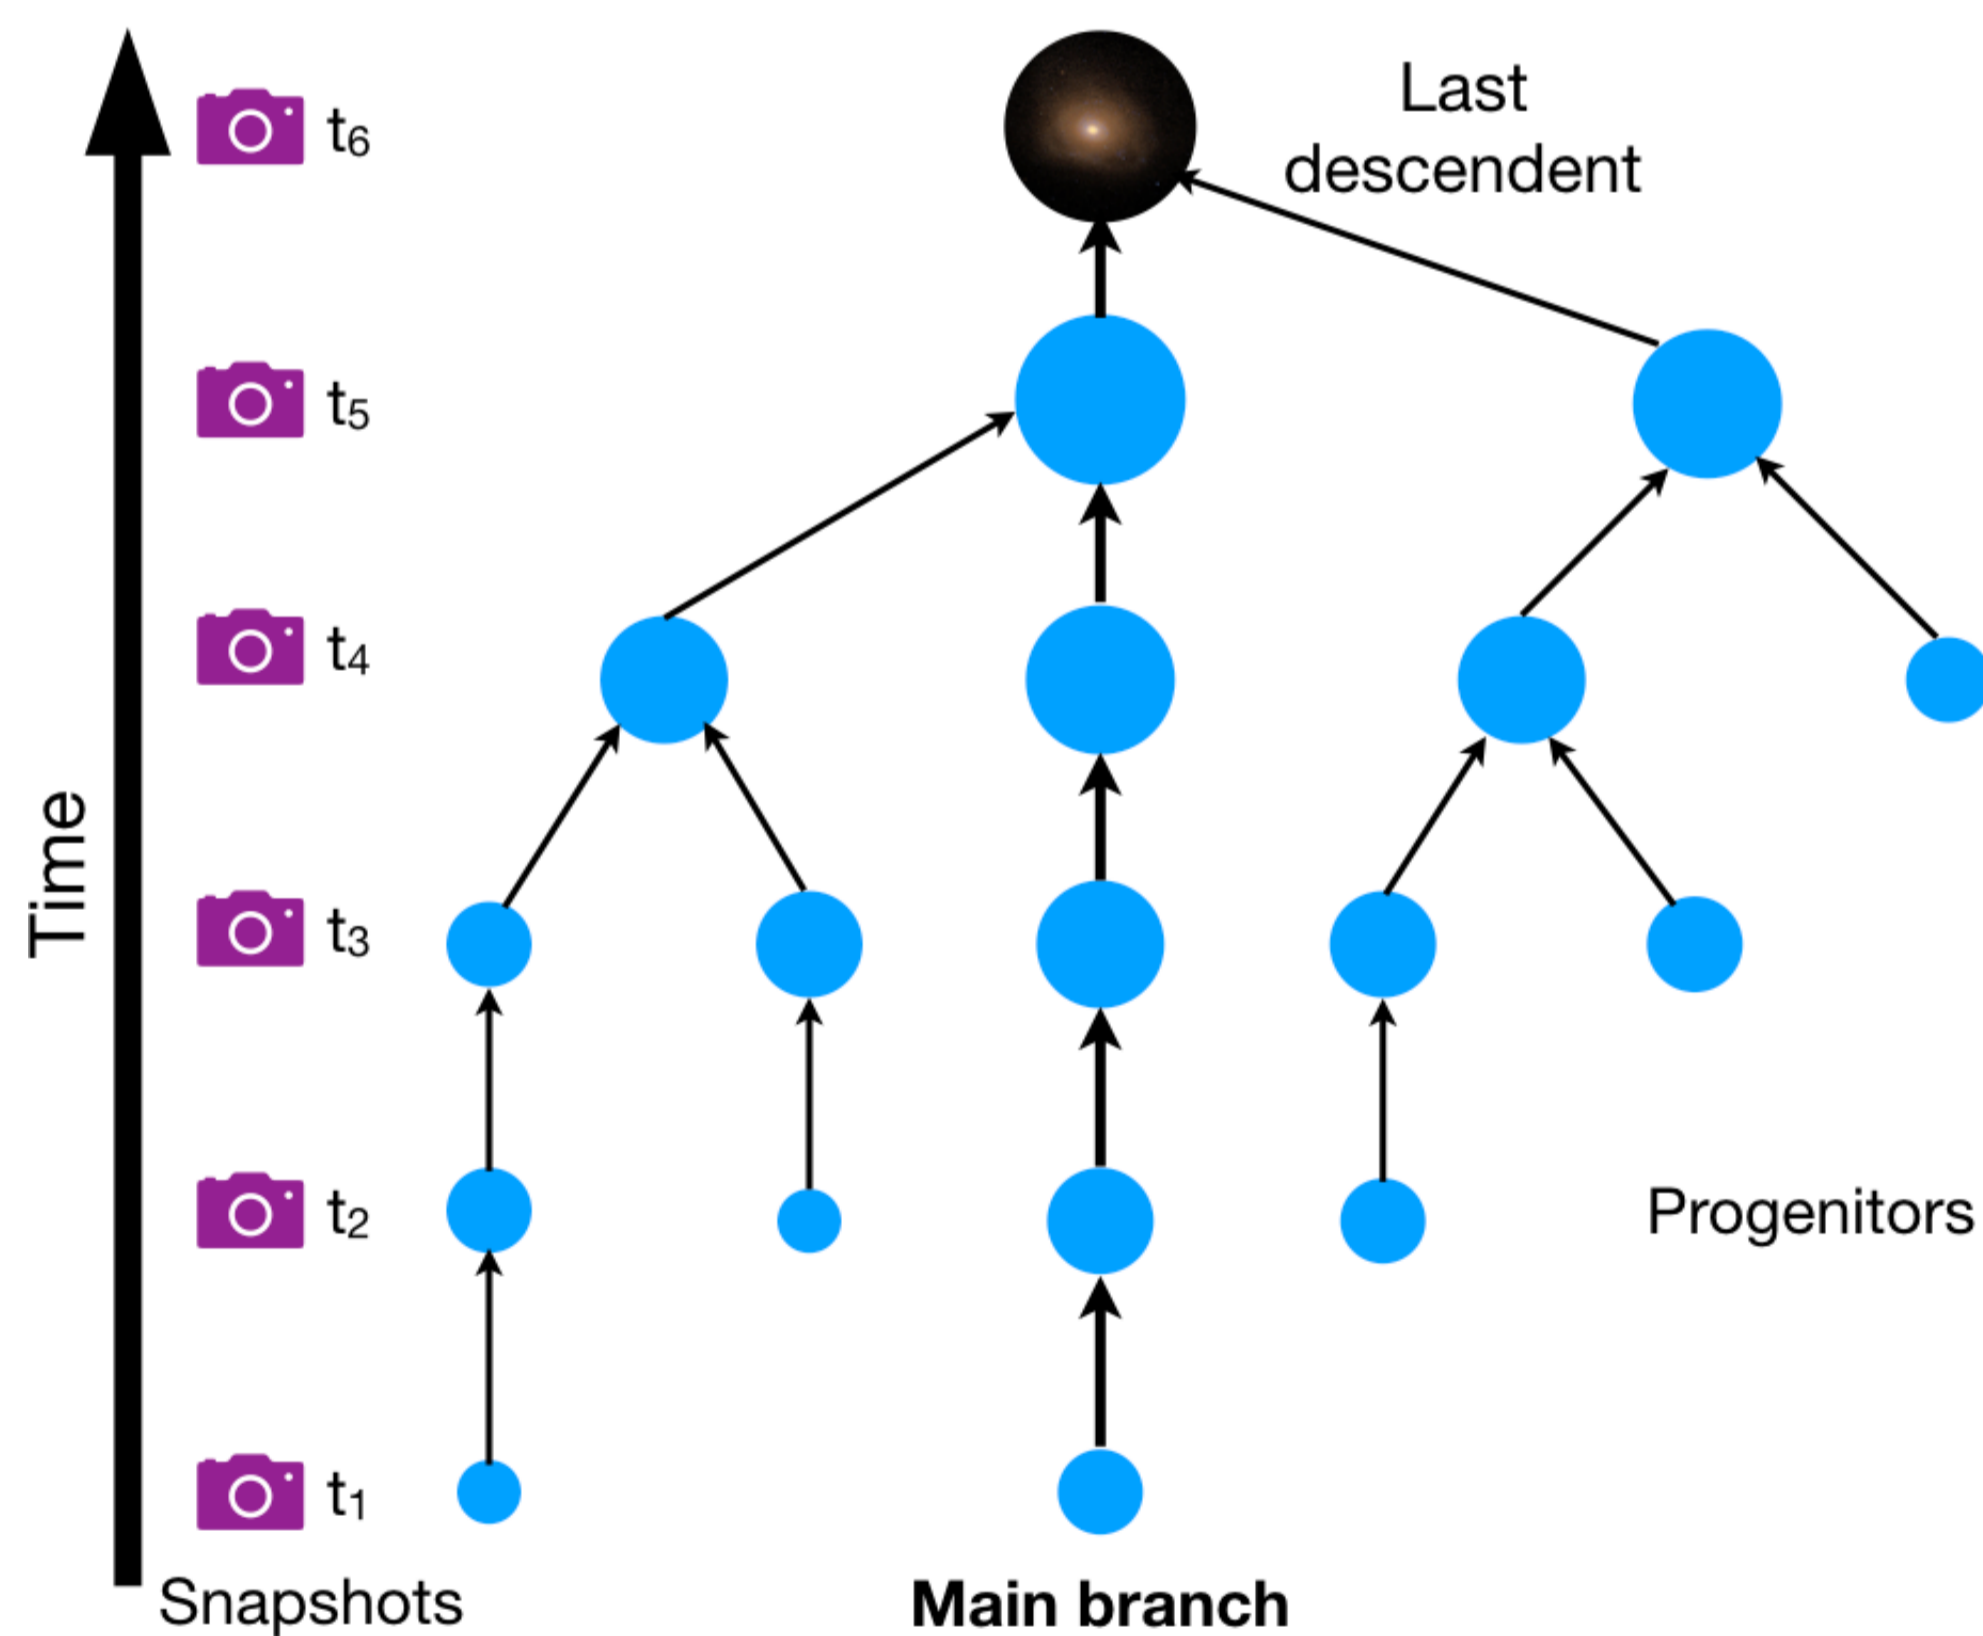 t6
Last
descendent
t5
t4
Time
t3
t2
Progenitors
t1
Snapshots
Main branch